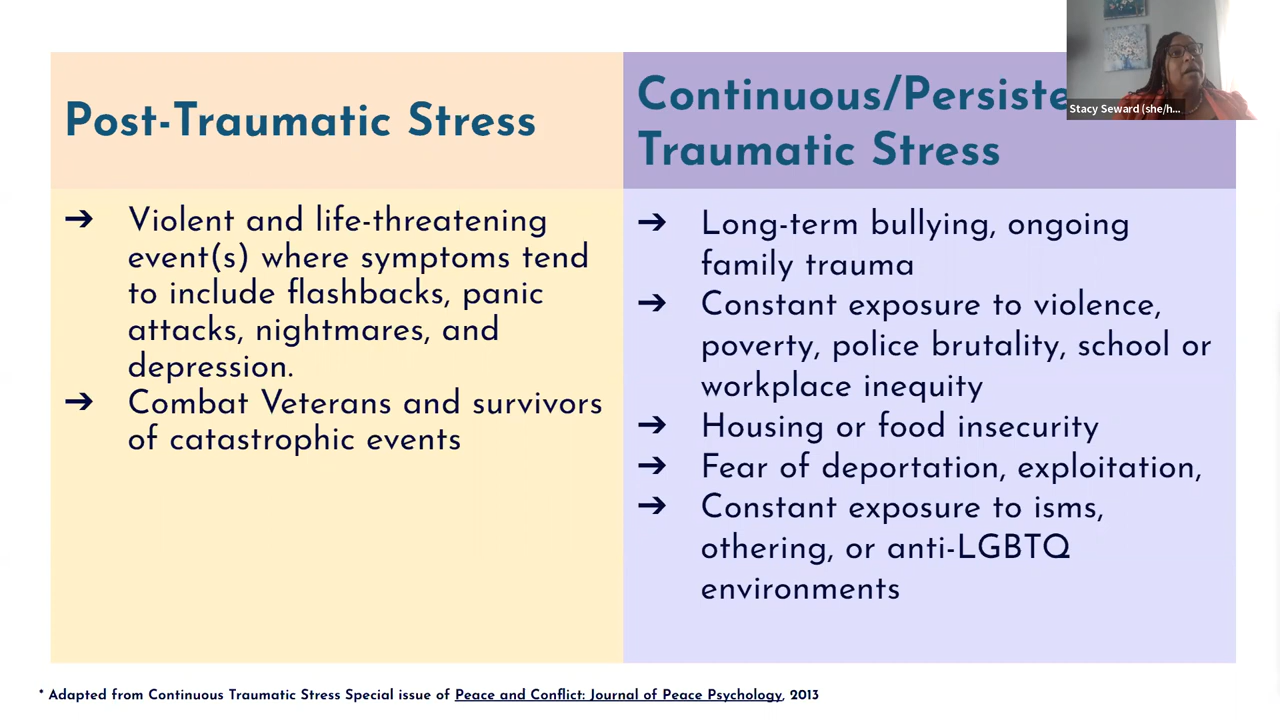 Post-Traumatic Stress
Continuous/Persiste
Traumatic Stress
Stacy Seward (she/h...
➔ Violent and life-threatening
event(s) where symptoms tend
to include flashbacks, panic
attacks, nightmares, and
depression.
➔ Combat Veterans and survivors
of catastrophic events
➔ Long-term bullying, ongoing
family trauma
➔ Constant exposure to violence,
poverty, police brutality, school or
workplace inequity
➔ Housing or food insecurity
➔ Fear of deportation, exploitation,
➔ Constant exposure to isms,
othering, or anti-LGBTQ
environments
* Adapted from Continuous Traumatic Stress Special issue of Peace and Conflict: Journal of Peace Psychology, 2013